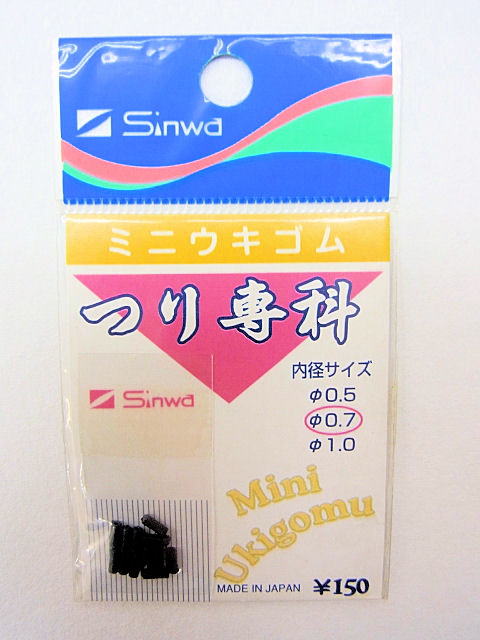 Sinwa
ミニウキゴム
つり専科
内径サイズ
φ0.5
φ0.7
φ1.0
Sinwa
Mini
Ukigomu
MADE IN JAPAN ¥150